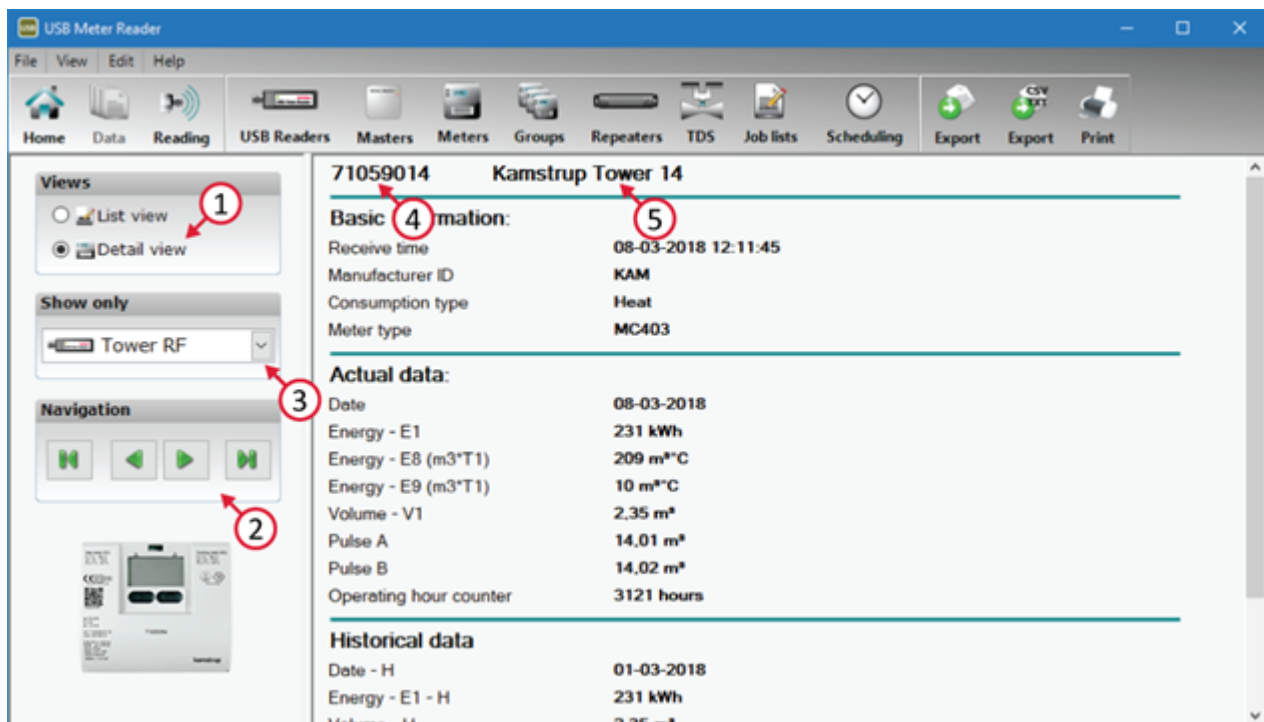 USB Meter Reader
File View Edit Help
Home Data Reading USB Readers Masters Meters Groups Repeaters TDS Job lists Scheduling Export Export Print
CSV
TXT
Views
List view
Detail view
1
Show only
Tower RF
3
Navigation
2
kamstrup
71059014 Kamstrup Tower 14
4
5
Basic mation:
Receive time 08-03-2018 12:11:45
Manufacturer ID KAM
Consumption type Heat
Meter type MC403
Actual data:
Date 08-03-2018
Energy - E1 231 kWh
Energy - E8 (m3*T1) 209 m³°C
Energy - E9 (m3*T1) 10 m³°C
Volume - V1 2,35 m³
Pulse A 14,01 m³
Pulse B 14,02 m³
Operating hour counter 3121 hours
Historical data
Date - H 01-03-2018
Energy - E1 - H 231 kWh